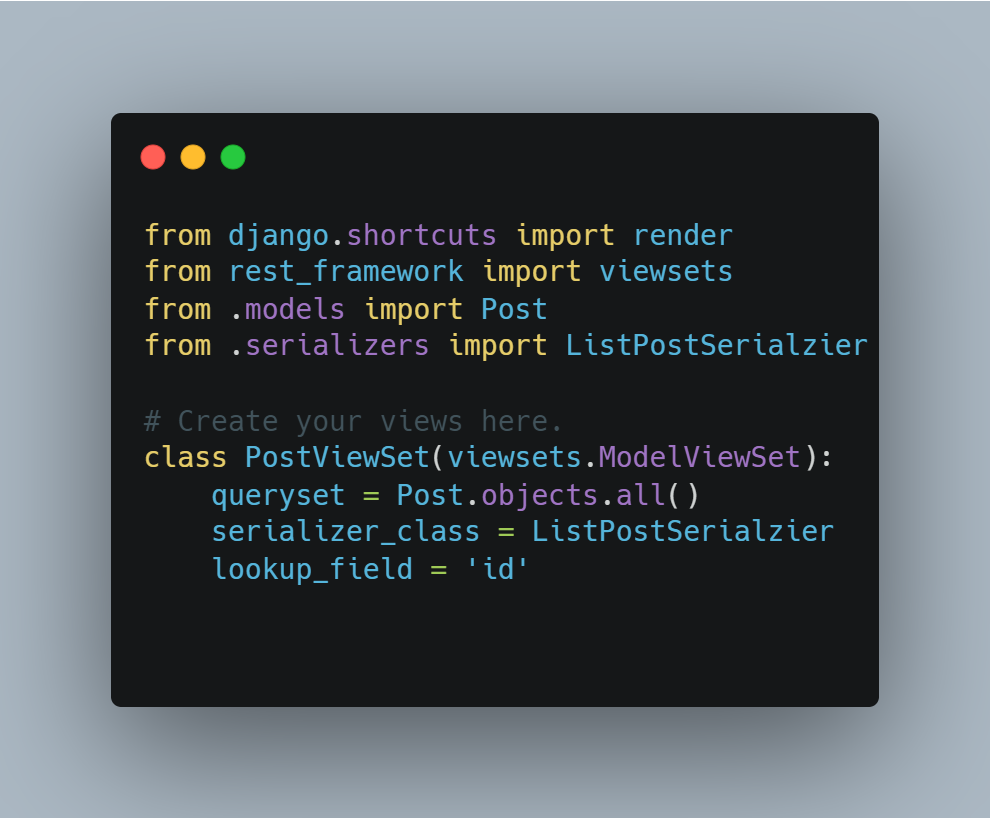 from django.shortcuts import render
from rest_framework import viewsets
from .models import Post
from .serializers import ListPostSerialzier
# Create your views here.
class PostViewSet(viewsets.ModelViewSet):
    queryset = Post.objects.all()
    serializer_class = ListPostSerialzier
    lookup_field = 'id'